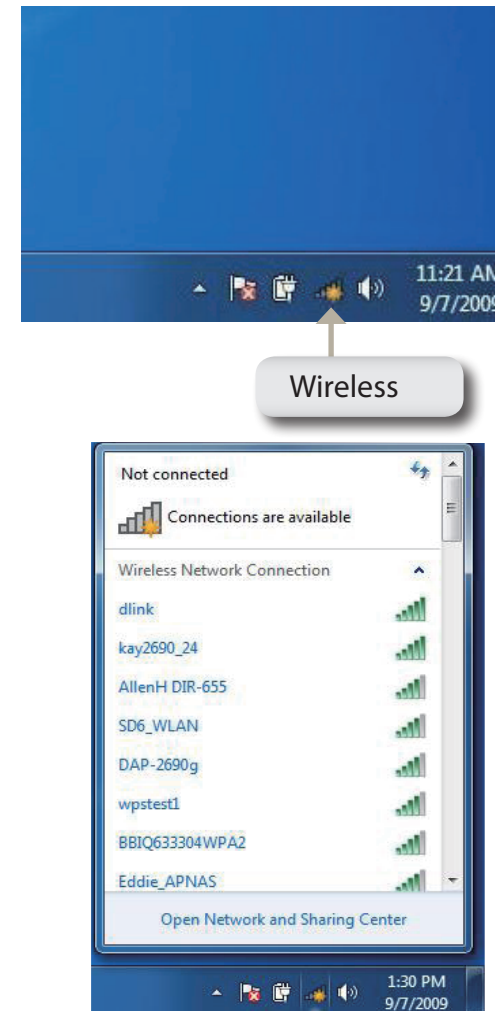 11:21 AM
9/7/2009
Wireless
Not connected
Connections are available
Wireless Network Connection
dlink
kay2690_24
AllenH DIR-655
SD6_WLAN
DAP-2690g
wpstest1
BBIQ633304WPA2
Eddie_APNAS
Open Network and Sharing Center
1:30 PM
9/7/2009